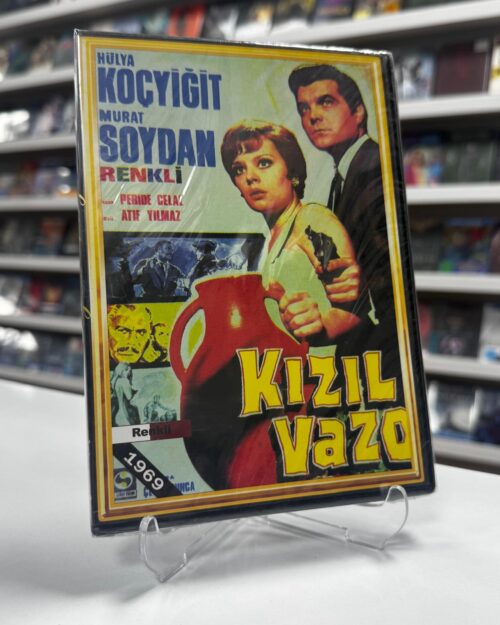 HÜLYA
KOÇYİĞİT
MURAT
SOYDAN
RENKLİ
PERİDE CELAL
ATIF YILMAZ
KIZIL
VAZO
Renkli
1969